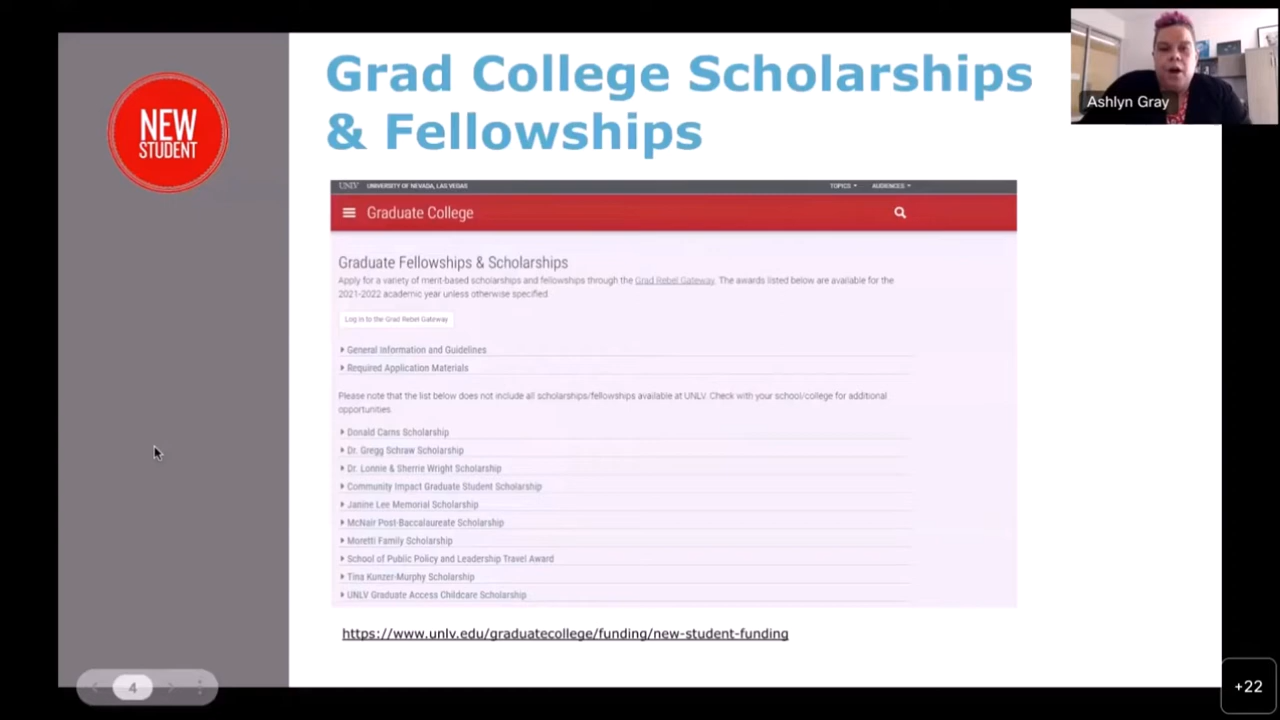 Grad College Scholarships
& Fellowships
Ashlyn Gray
NEW
STUDENT
UNLV UNIVERSITY OF NEVADA, LAS VEGAS TOPICS AUDIENCES
Graduate College
Graduate Fellowships & Scholarships
Apply for a variety of merit-based scholarships and fellowships through the Grad Rebel Gateway. The awards listed below are available for the
2021-2022 academic year unless otherwise specified
Log in to the Grad Rebel Gateway
General Information and Guidelines
Required Application Materials
Please note that the list below does not include all scholarships/fellowships available at UNLV. Check with your school/college for additional
opportunities.
Donald Carns Scholarship
Dr. Gregg Schraw Scholarship
Dr. Lonnie & Sherrie Wright Scholarship
Community Impact Graduate Student Scholarship
Janine Lee Memorial Scholarship
McNair Post-Baccalaureate Scholarship
Moretti Family Scholarship
School of Public Policy and Leadership Travel Award
Tina Kunzer-Murphy Scholarship
UNLV Graduate Access Childcare Scholarship
https://www.unlv.edu/graduatecollege/funding/new-student-funding
4
+22